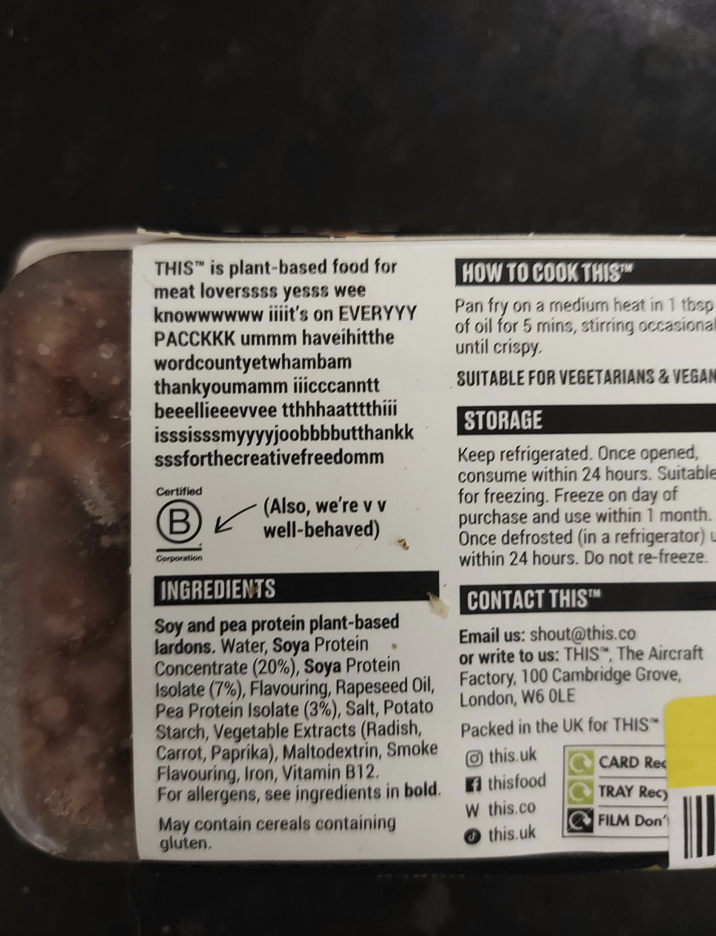 THIS™ is plant-based food for
meat loverssss yesss wee
knowwwwww iiiit's on EVERYYY
PACCKKK ummm haveihitthe
wordcountyetwhambam
thankyoumamm iiicccanntt
beeellieeevvee tthhhaatttthiii
isssisssmyyyyjoobbbbutthankk
sssforthecreativefreedomm
Certified
B
Corporation
(Also, we're v v
well-behaved)
INGREDIENTS
Soy and pea protein plant-based
lardons. Water, Soya Protein
Concentrate (20%), Soya Protein
Isolate (7%), Flavouring, Rapeseed Oil,
Pea Protein Isolate (3%), Salt, Potato
Starch, Vegetable Extracts (Radish,
Carrot, Paprika), Maltodextrin, Smoke
Flavouring, Iron, Vitamin B12.
For allergens, see ingredients in bold.
May contain cereals containing
gluten.
HOW TO COOK THIS™
Pan fry on a medium heat in 1 tbsp
of oil for 5 mins, stirring occasional
until crispy.
SUITABLE FOR VEGETARIANS & VEGAN
STORAGE
Keep refrigerated. Once opened,
consume within 24 hours. Suitable
for freezing. Freeze on day of
purchase and use within 1 month.
Once defrosted (in a refrigerator) u
within 24 hours. Do not re-freeze.
CONTACT THIS™
Email us: shout@this.co
or write to us: THIS™, The Aircraft
Factory, 100 Cambridge Grove,
London, W6 0LE
Packed in the UK for THIS™
this.uk
thisfood
W this.co
this.uk
CARD Rec
TRAY Recy
FILM Don'